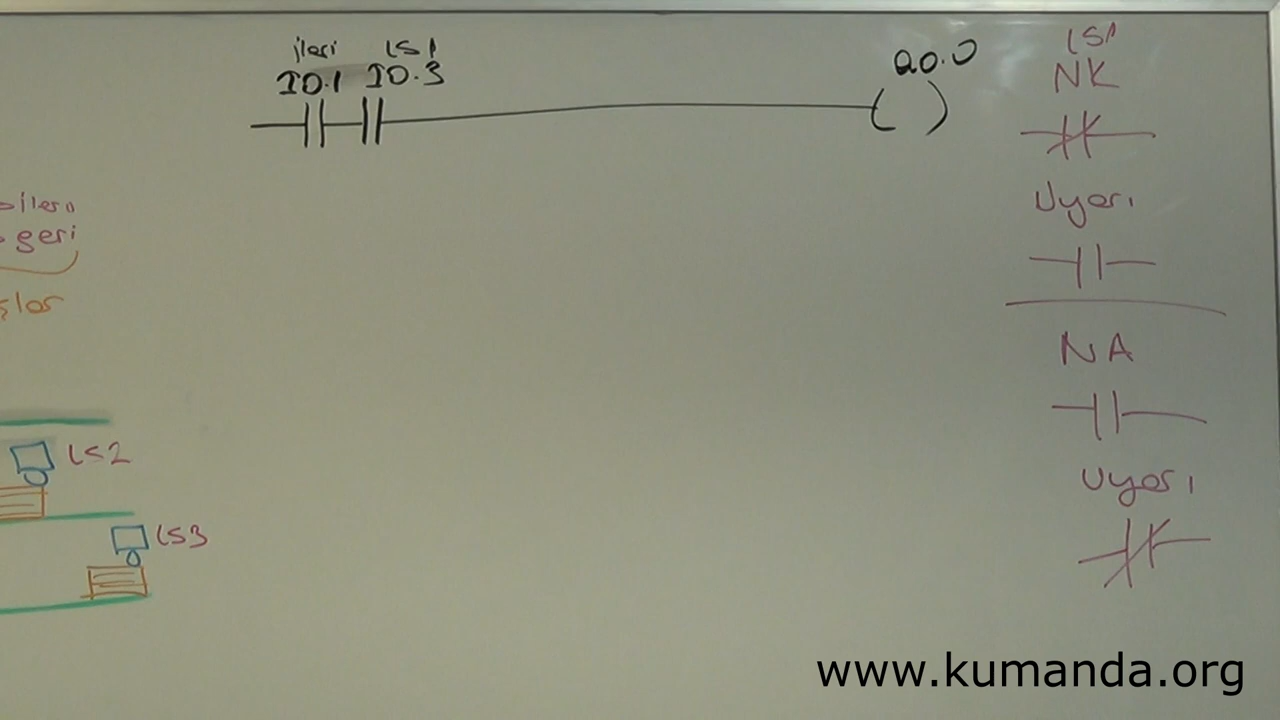 ileri LS1
I0.1 I0.3
Q0.0
LS1
NK
Uyarı
NA
Uyarı
geri
LS2
LS3
www.kumanda.org